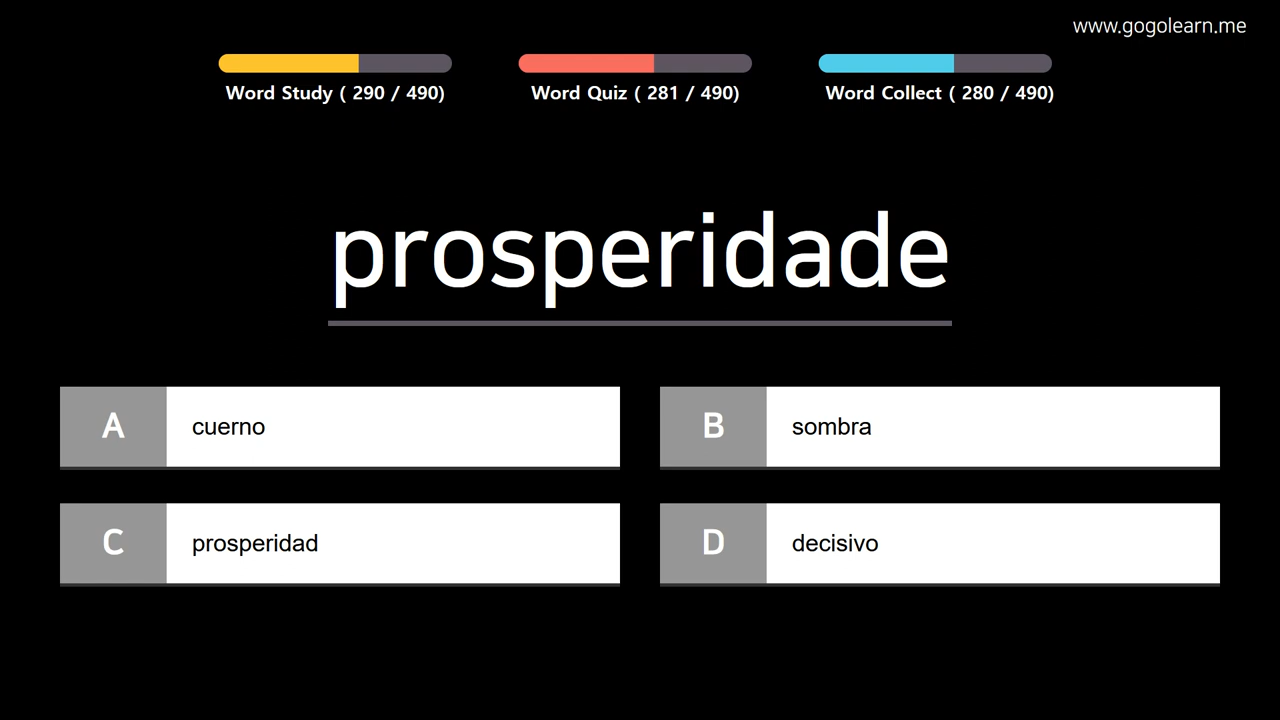 www.gogolearn.me
Word Study ( 290 / 490)
Word Quiz ( 281 / 490)
Word Collect ( 280 / 490)
prosperidade
A cuerno
B sombra
C prosperidad
D decisivo